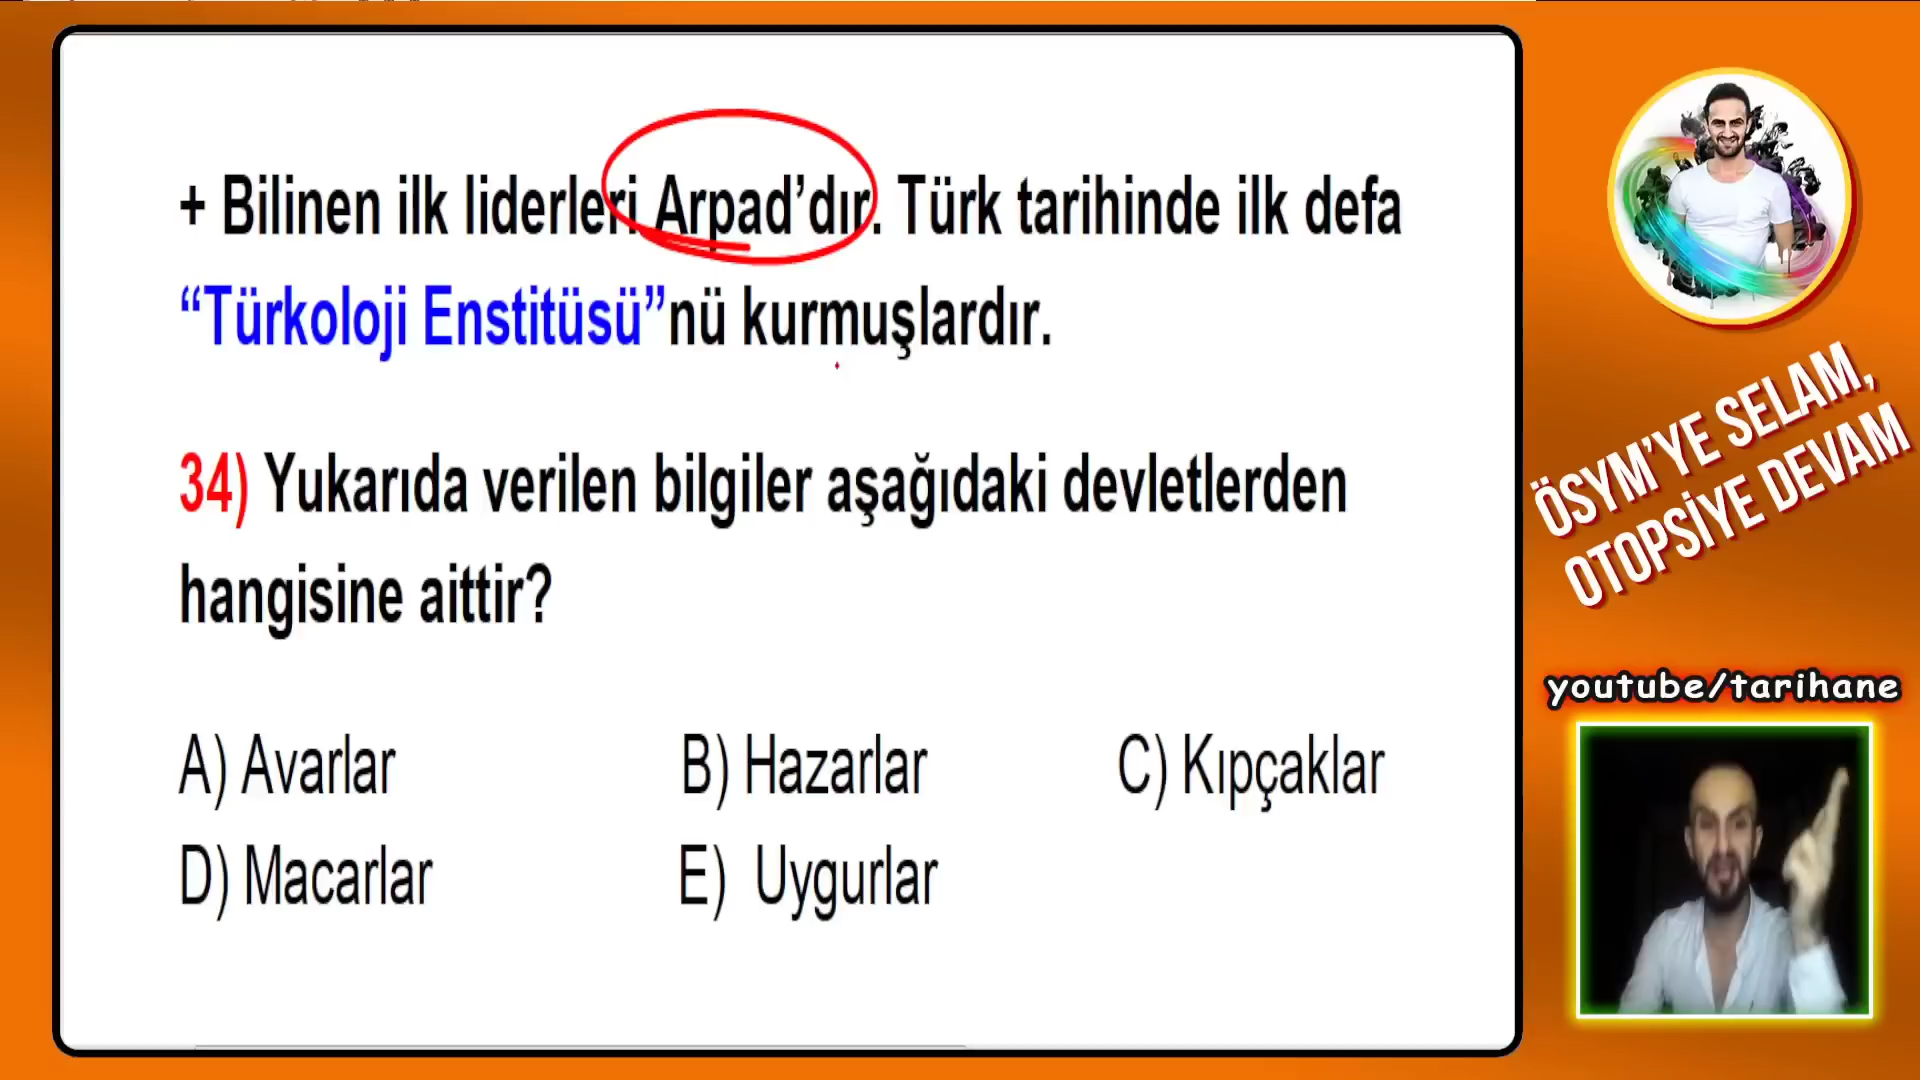 + Bilinen ilk liderleri Arpad’dır. Türk tarihinde ilk defa
“Türkoloji Enstitüsü”nü kurmuşlardır.
34) Yukarıda verilen bilgiler aşağıdaki devletlerden
hangisine aittir?
A) Avarlar B) Hazarlar C) Kıpçaklar
D) Macarlar E) Uygurlar
ÖSYM’YE SELAM,
OTOPSİYE DEVAM
youtube/tarihane